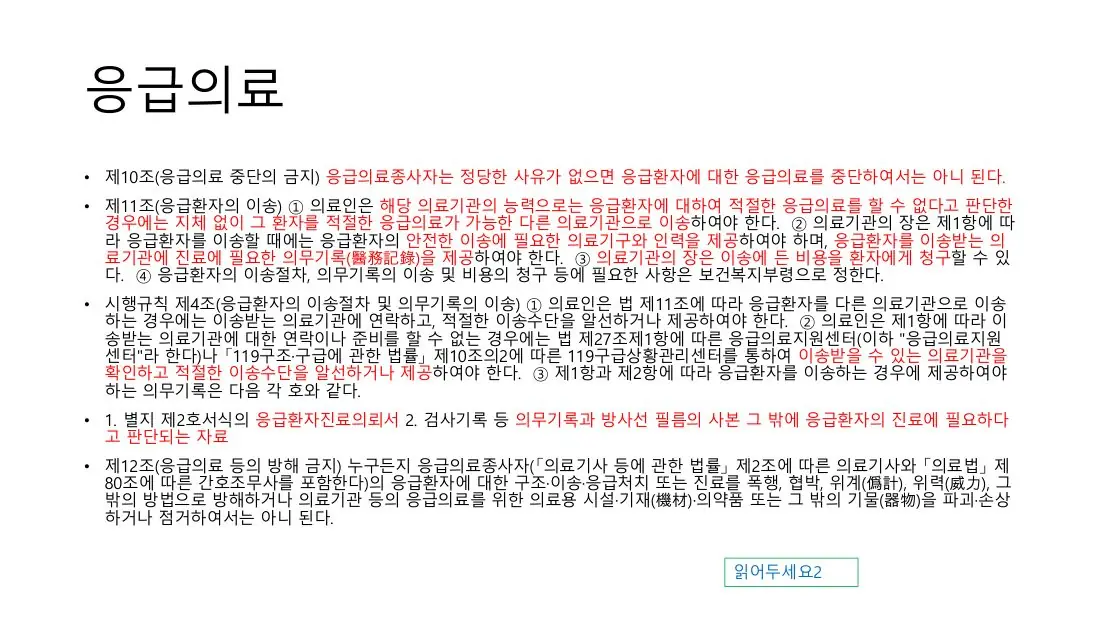 응급의료
• 제10조(응급의료 중단의 금지) 응급의료종사자는 정당한 사유가 없으면 응급환자에 대한 응급의료를 중단하여서는 아니 된다.
• 제11조(응급환자의 이송) ① 의료인은 해당 의료기관의 능력으로는 응급환자에 대하여 적절한 응급의료를 할 수 없다고 판단한
경우에는 지체 없이 그 환자를 적절한 응급의료가 가능한 다른 의료기관으로 이송하여야 한다. ② 의료기관의 장은 제1항에 따
라 응급환자를 이송할 때에는 응급환자의 안전한 이송에 필요한 의료기구와 인력을 제공하여야 하며, 응급환자를 이송받는 의
료기관에 진료에 필요한 의무기록(醫務記錄)을 제공하여야 한다. ③ 의료기관의 장은 이송에 든 비용을 환자에게 청구할 수 있
다. ④ 응급환자의 이송절차, 의무기록의 이송 및 비용의 청구 등에 필요한 사항은 보건복지부령으로 정한다.
• 시행규칙 제4조(응급환자의 이송절차 및 의무기록의 이송) ① 의료인은 법 제11조에 따라 응급환자를 다른 의료기관으로 이송
하는 경우에는 이송받는 의료기관에 연락하고, 적절한 이송수단을 알선하거나 제공하여야 한다. ② 의료인은 제1항에 따라 이
송받는 의료기관에 대한 연락이나 준비를 할 수 없는 경우에는 법 제27조제1항에 따른 응급의료지원센터(이하 "응급의료지원
센터"라 한다)나 「119구조·구급에 관한 법률」 제10조의2에 따른 119구급상황관리센터를 통하여 이송받을 수 있는 의료기관을
확인하고 적절한 이송수단을 알선하거나 제공하여야 한다. ③ 제1항과 제2항에 따라 응급환자를 이송하는 경우에 제공하여야
하는 의무기록은 다음 각 호와 같다.
• 1. 별지 제2호서식의 응급환자진료의뢰서 2. 검사기록 등 의무기록과 방사선 필름의 사본 그 밖에 응급환자의 진료에 필요하다
고 판단되는 자료
• 제12조(응급의료 등의 방해 금지) 누구든지 응급의료종사자(「의료기사 등에 관한 법률」 제2조에 따른 의료기사와 「의료법」 제
80조에 따른 간호조무사를 포함한다)의 응급환자에 대한 구조·이송·응급처치 또는 진료를 폭행, 협박, 위계(僞計), 위력(威力), 그
밖의 방법으로 방해하거나 의료기관 등의 응급의료를 위한 의료용 시설·기재(機材)·의약품 또는 그 밖의 기물(器物)을 파괴·손상
하거나 점거하여서는 아니 된다.
읽어두세요2